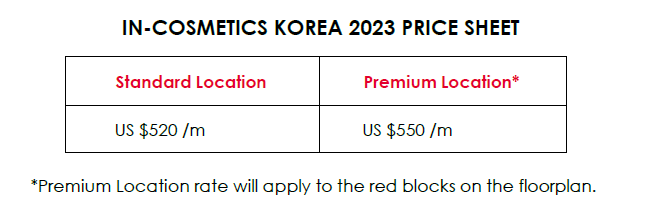 IN-COSMETICS KOREA 2023 PRICE SHEET
Standard Location Premium Location*
US $520 /m US $550 /m
*Premium Location rate will apply to the red blocks on the floorplan.